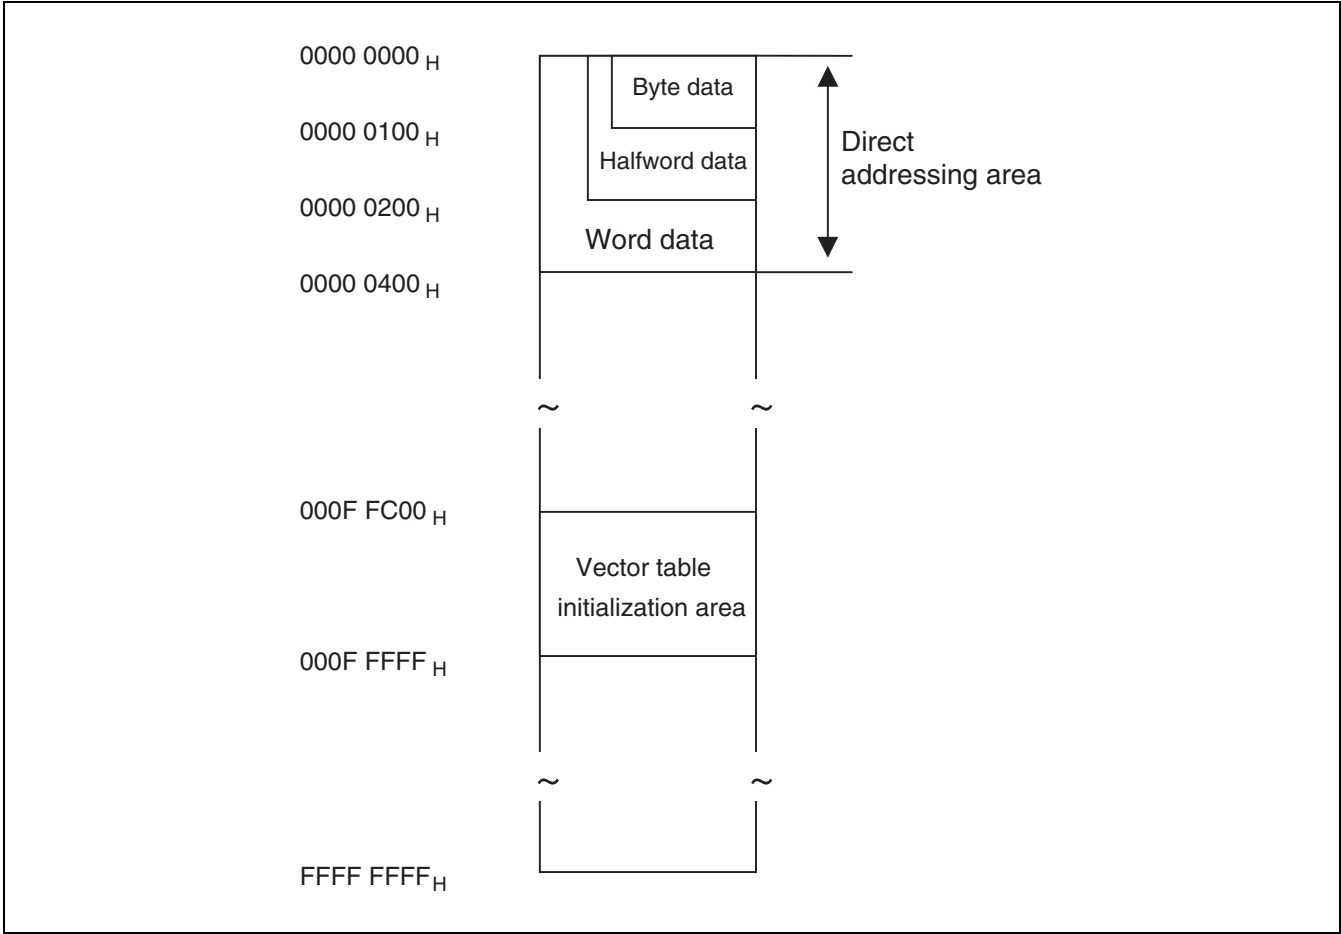 0000 0000 H
Byte data
0000 0100 H
Direct
addressing area
Halfword data
0000 0200 H
Word data
0000 0400 H
~ ~
000F FC00 H
Vector table
initialization area
000F FFFF H
~ ~
FFFF FFFF H